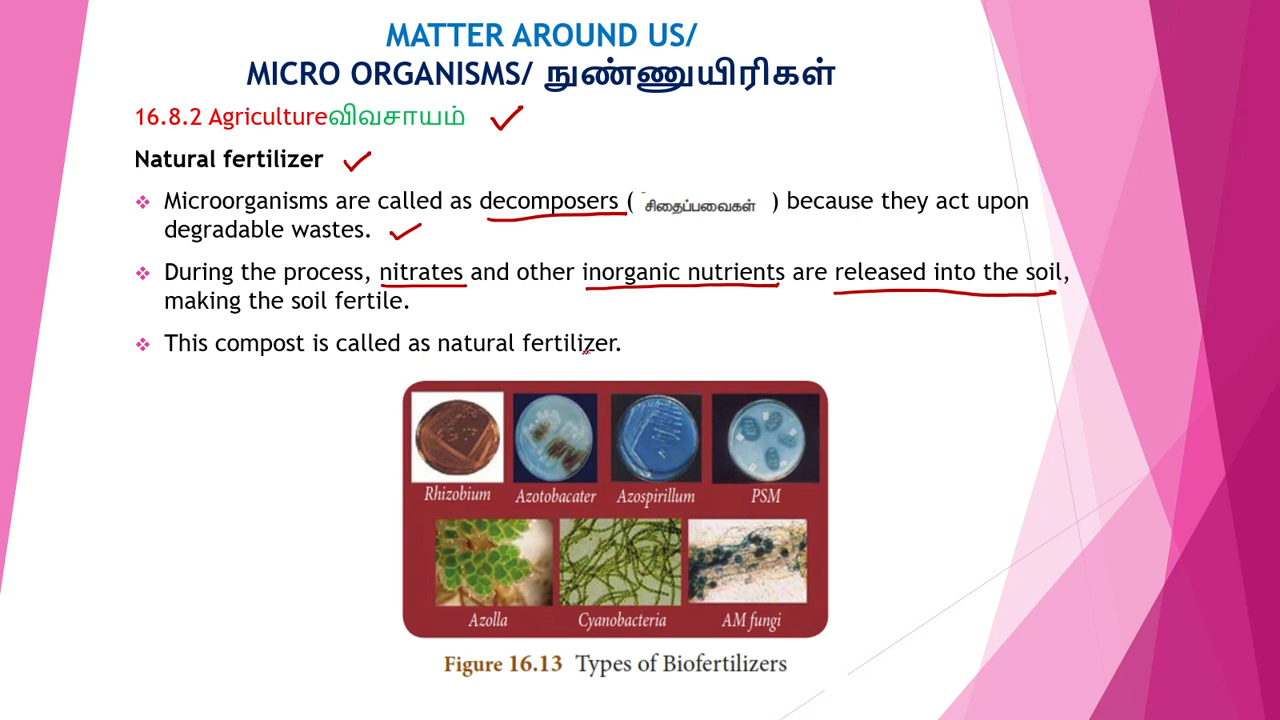 MATTER AROUND US/
MICRO ORGANISMS/ நுண்ணுயிரிகள்
16.8.2 Agricultureவிவசாயம்
Natural fertilizer
Microorganisms are called as decomposers ( சிதைப்பவைகள் ) because they act upon
degradable wastes.
During the process, nitrates and other inorganic nutrients are released into the soil,
making the soil fertile.
This compost is called as natural fertilizer.
Rhizobium Azotobacater Azospirillum PSM
Azolla Cyanobacteria AM fungi
Figure 16.13 Types of Biofertilizers